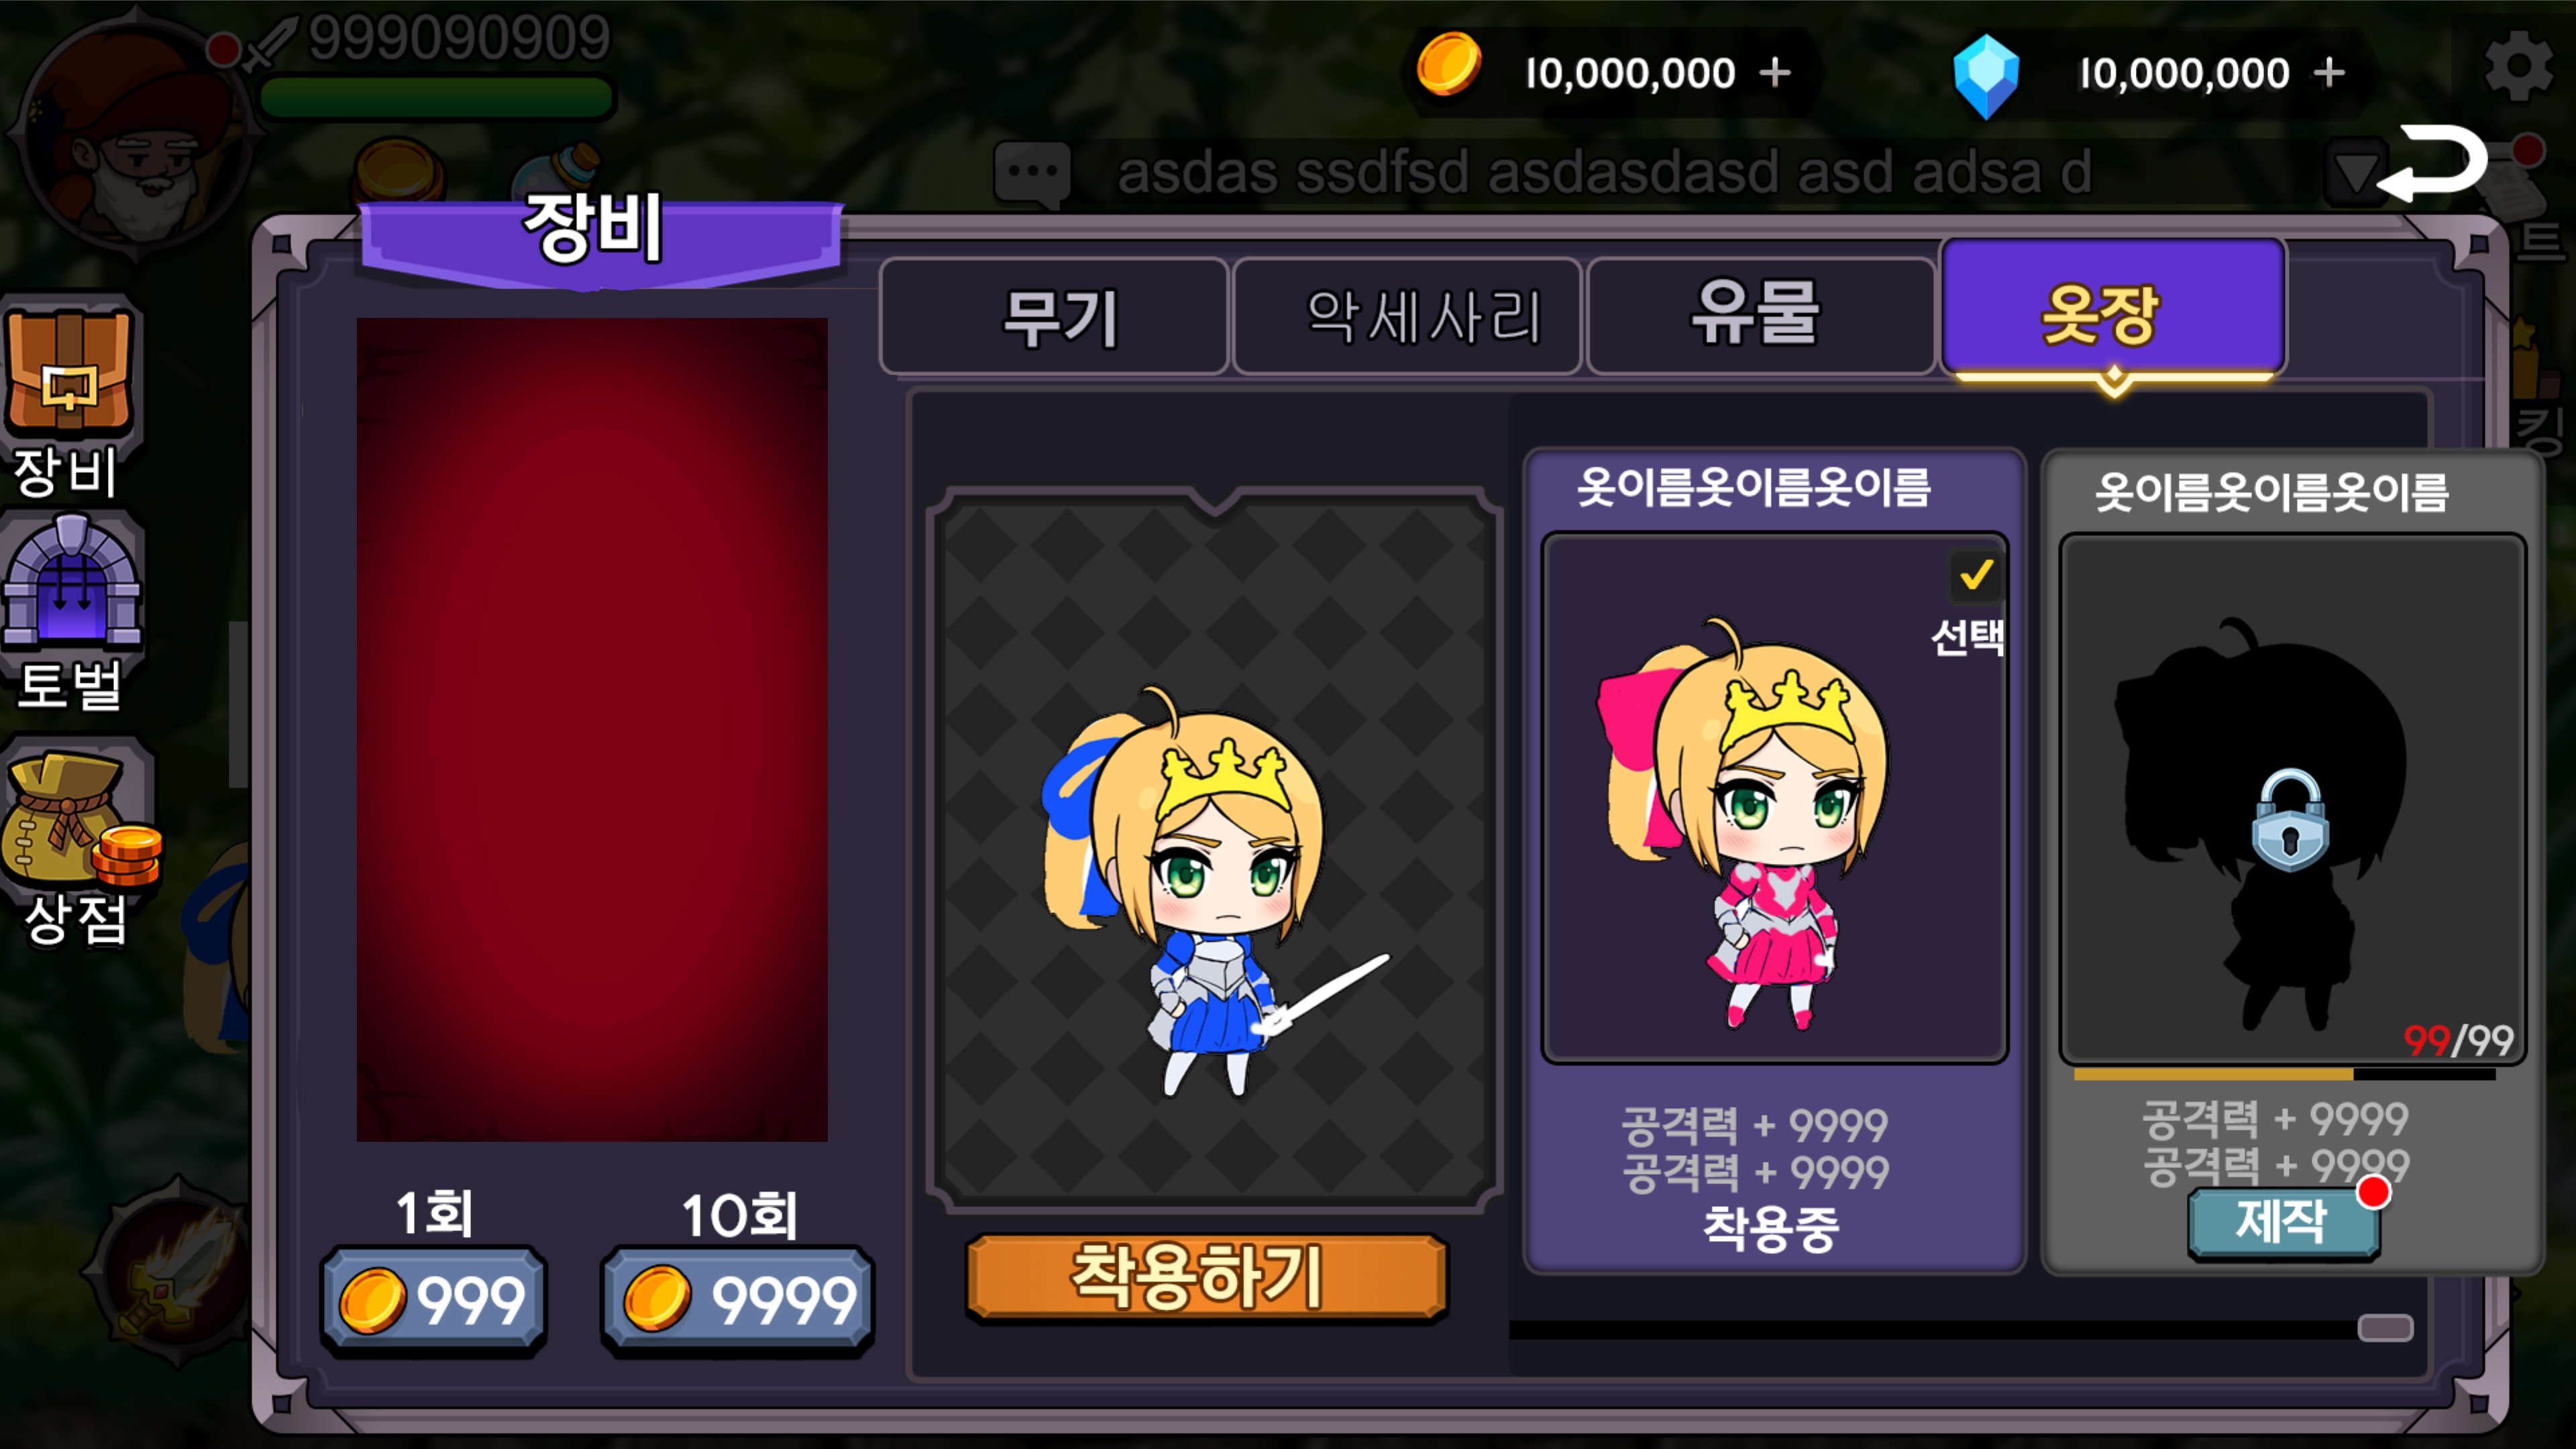 999090909
10,000,000 +
10,000,000 +
asdas ssdfsd asdasdasd asd adsa d
장비
무기
악세사리
유물
옷장
트
킹
장비
토벌
상점
옷이름옷이름옷이름
선택
공격력 + 9999
공격력 + 9999
착용중
옷이름옷이름옷이름
99/99
공격력 + 9999
공격력 + 9999
제작
1회
999
10회
9999
착용하기